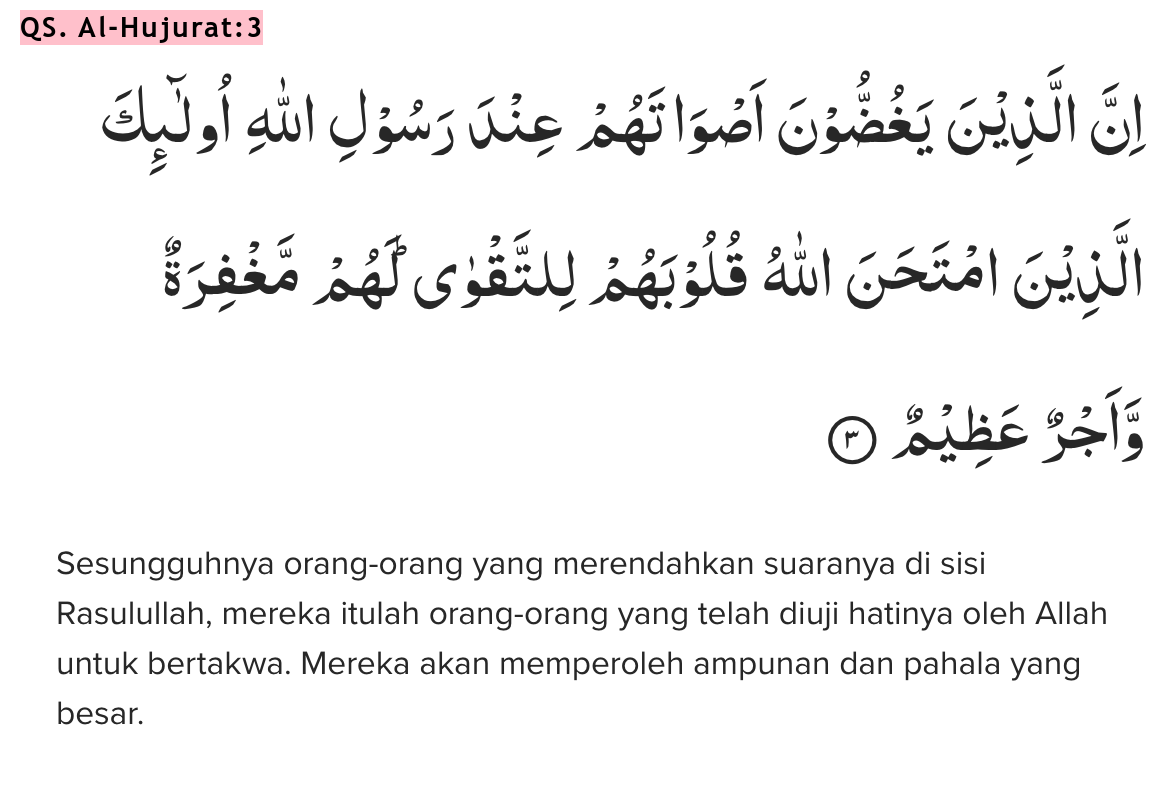 QS. Al-Hujurat:3
اِنَّ الَّذِيْنَ يَغُضُّوْنَ اَصْوَاتَهُمْ عِنْدَ رَسُوْلِ اللّٰهِ اُولٰۤىِٕكَ
الَّذِيْنَ امْتَحَنَ اللّٰهُ قُلُوْبَهُمْ لِلتَّقْوٰىۗ لَهُمْ مَّغْفِرَةٌ
وَّاَجْرٌ عَظِيْمٌ ۝٣
Sesungguhnya orang-orang yang merendahkan suaranya di sisi
Rasulullah, mereka itulah orang-orang yang telah diuji hatinya oleh Allah
untuk bertakwa. Mereka akan memperoleh ampunan dan pahala yang
besar.